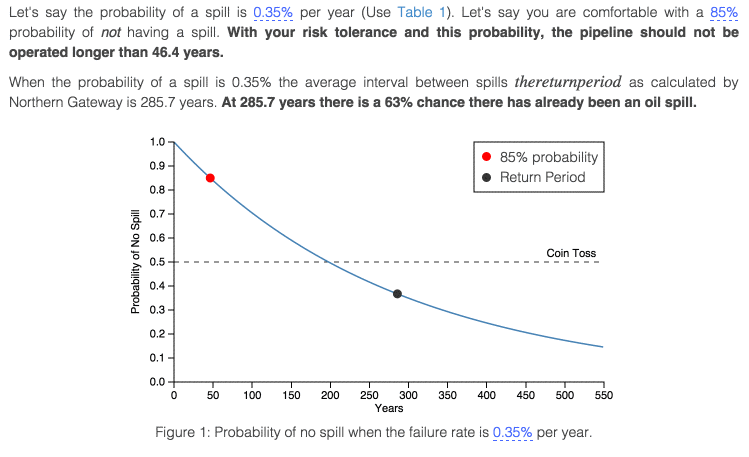 Let's say the probability of a spill is 0.35% per year (Use Table 1). Let's say you are comfortable with a 85%
probability of not having a spill. With your risk tolerance and this probability, the pipeline should not be
operated longer than 46.4 years.
When the probability of a spill is 0.35% the average interval between spills thereturnperiod as calculated by
Northern Gateway is 285.7 years. At 285.7 years there is a 63% chance there has already been an oil spill.
1.0
0.9
0.8
0.7
0.6
0.5
0.4
0.3
0.2
0.1
0.0
Probability of No Spill
85% probability
Return Period
Coin Toss
0 50 100 150 200 250 300 350 400 450 500 550
Years
Figure 1: Probability of no spill when the failure rate is 0.35% per year.